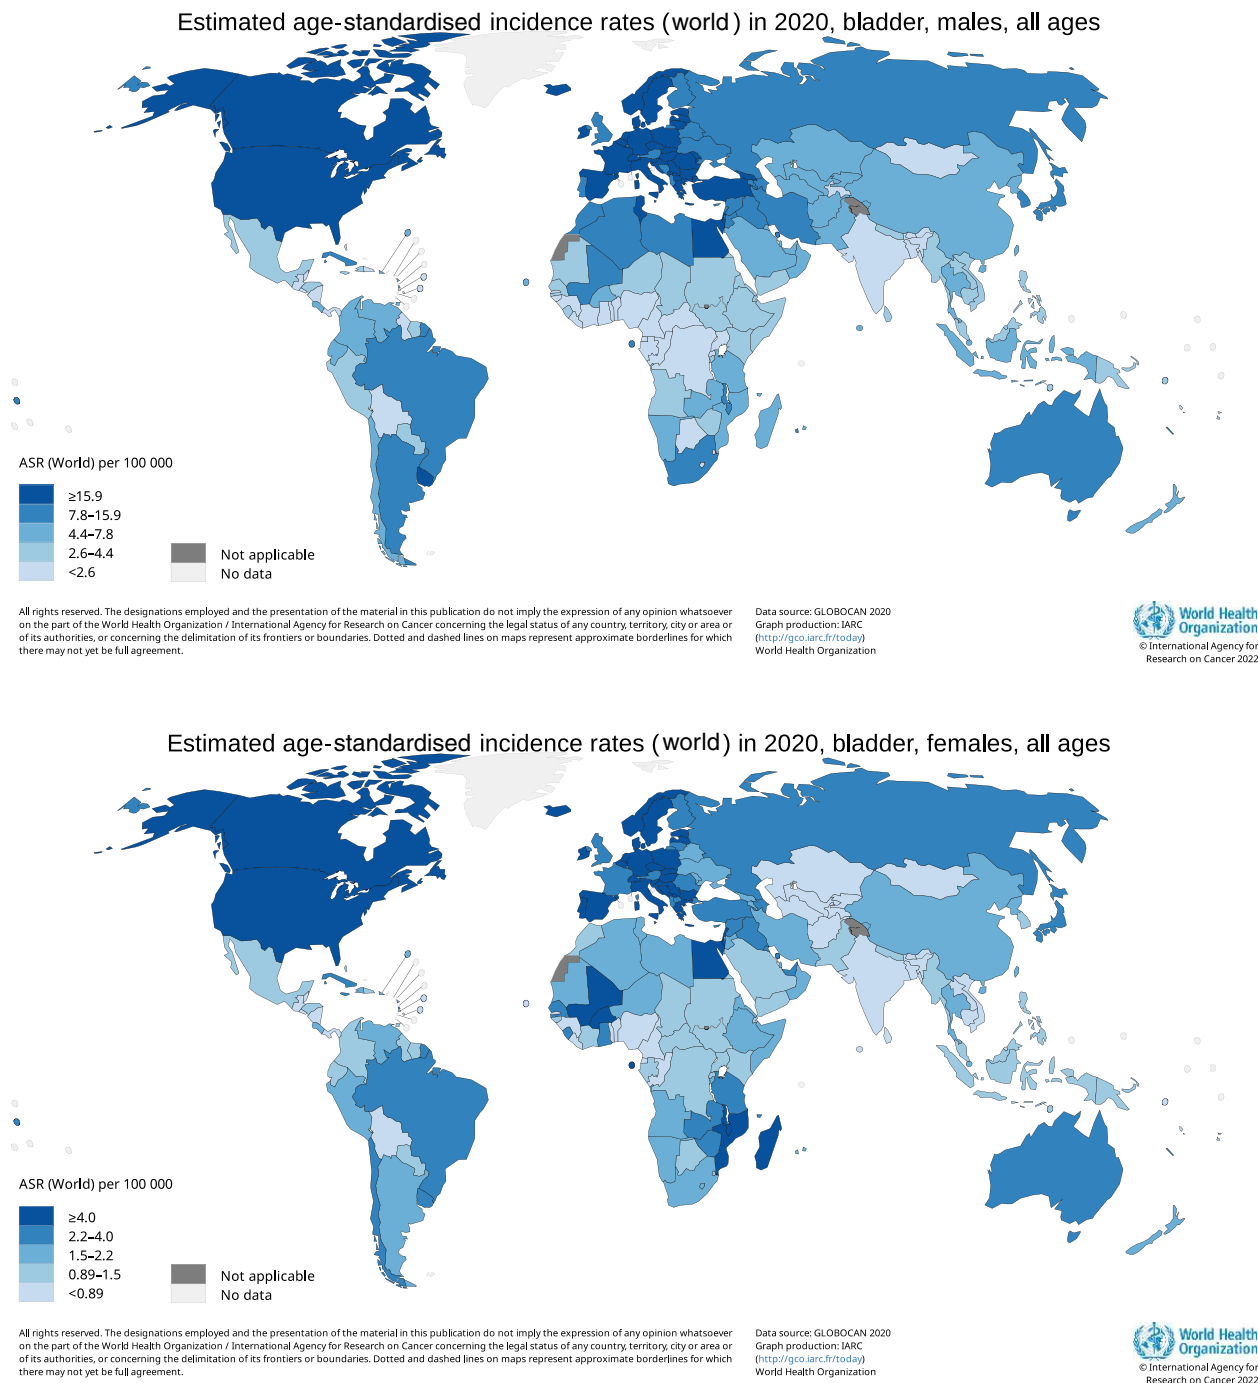 Estimated age-standardised incidence rates (world) in 2020, bladder, males, all ages
ASR (World) per 100 000
≥15.9
7.8–15.9
4.4–7.8
2.6–4.4
<2.6
Not applicable
No data
All rights reserved. The designations employed and the presentation of the material in this publication do not imply the expression of any opinion whatsoever
on the part of the World Health Organization / International Agency for Research on Cancer concerning the legal status of any country, territory, city or area or
of its authorities, or concerning the delimitation of its frontiers or boundaries. Dotted and dashed lines on maps represent approximate borderlines for which
there may not yet be full agreement.
Data source: GLOBOCAN 2020
Graph production: IARC
(http://gco.iarc.fr/today)
World Health Organization
World Health
Organization
© International Agency for
Research on Cancer 2022
Estimated age-standardised incidence rates (world) in 2020, bladder, females, all ages
ASR (World) per 100 000
≥4.0
2.2–4.0
1.5–2.2
0.89–1.5
<0.89
Not applicable
No data
All rights reserved. The designations employed and the presentation of the material in this publication do not imply the expression of any opinion whatsoever
on the part of the World Health Organization / International Agency for Research on Cancer concerning the legal status of any country, territory, city or area or
of its authorities, or concerning the delimitation of its frontiers or boundaries. Dotted and dashed lines on maps represent approximate borderlines for which
there may not yet be full agreement.
Data source: GLOBOCAN 2020
Graph production: IARC
(http://gco.iarc.fr/today)
World Health Organization
World Health
Organization
© International Agency for
Research on Cancer 2022